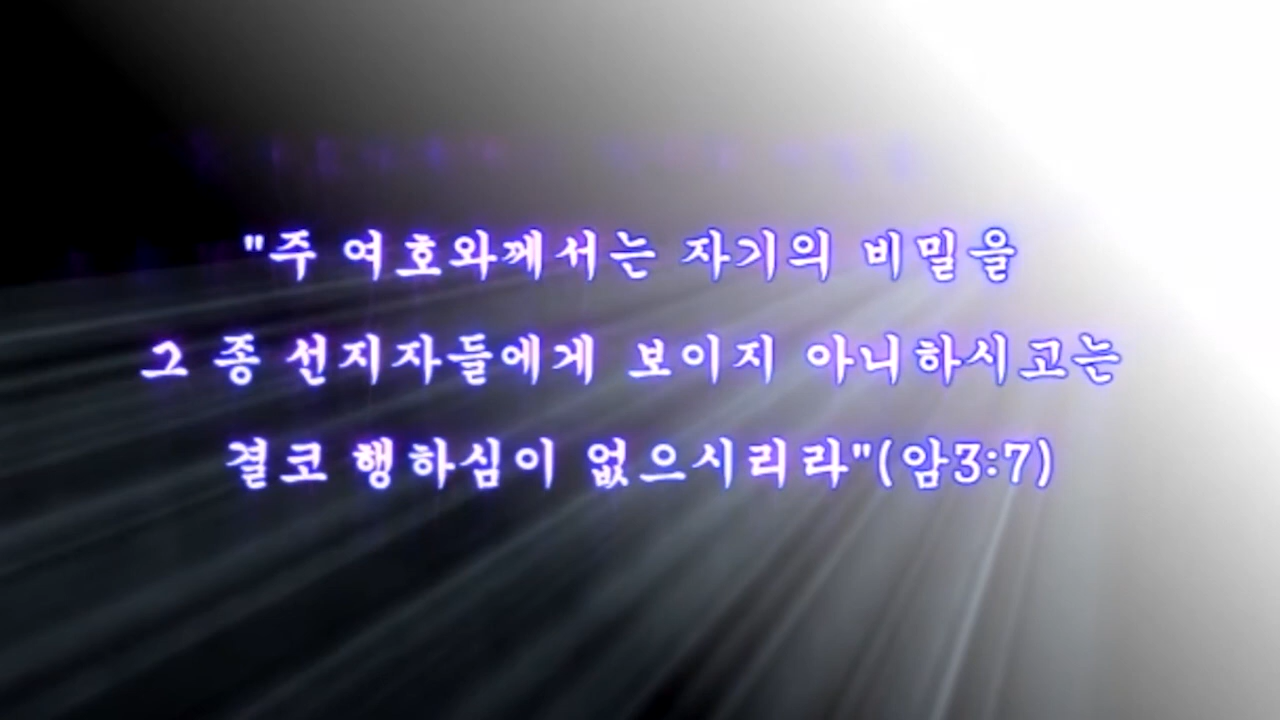 "주 여호와께서는 자기의 비밀을
그 종 선지자들에게 보이지 아니하시고는
결코 행하심이 없으시리라"(암3:7)